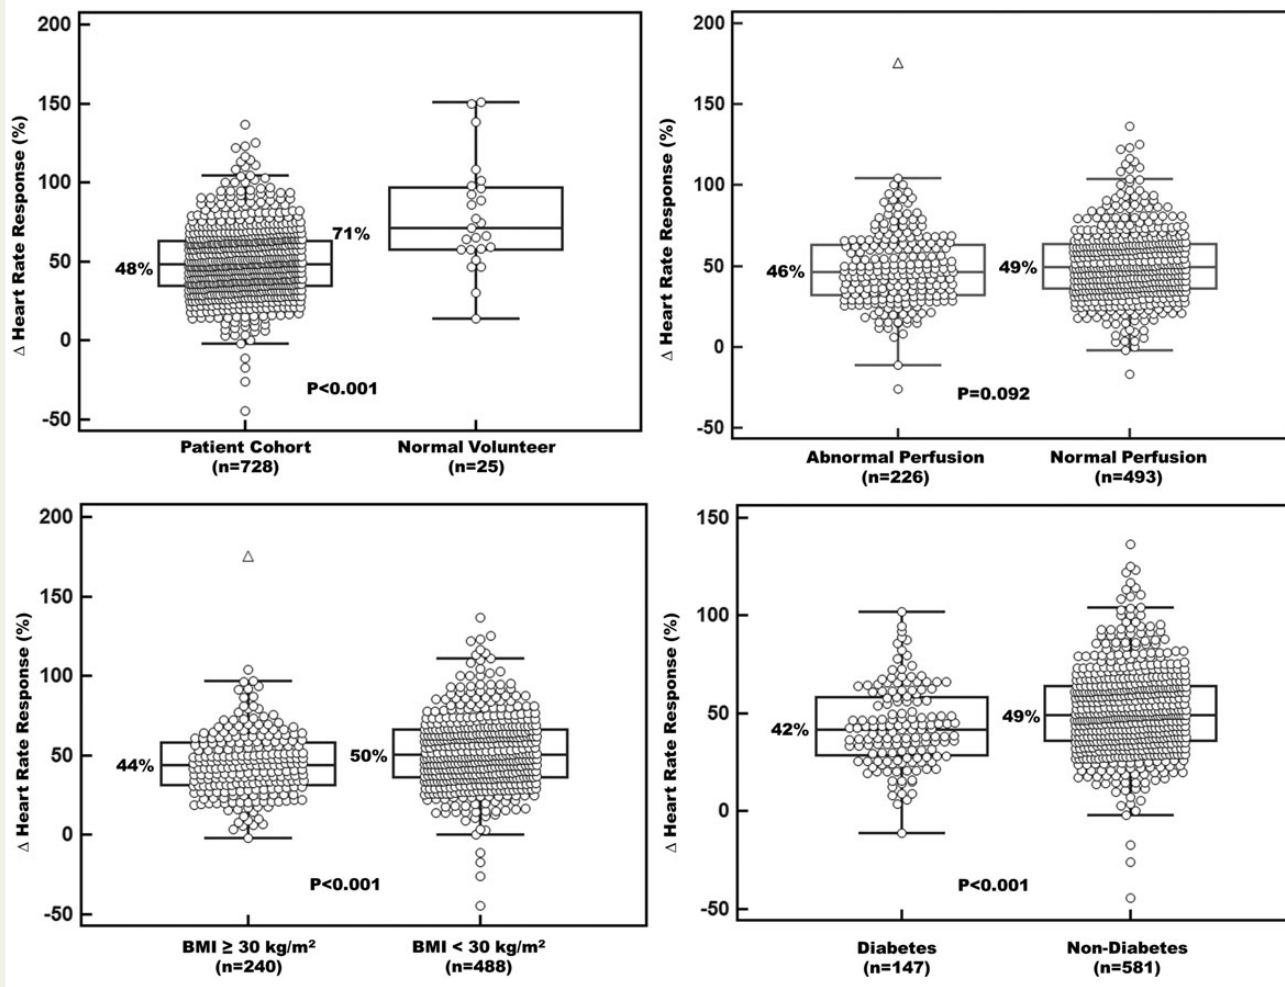 200
150
100
50
0
-50
△ Heart Rate Response (%)
48%
71%
P<0.001
Patient Cohort
(n=728)
Normal Volunteer
(n=25)
200
150
100
50
0
-50
△ Heart Rate Response (%)
46%
49%
P=0.092
Abnormal Perfusion
(n=226)
Normal Perfusion
(n=493)
200
150
100
50
0
-50
△ Heart Rate Response (%)
44%
50%
P<0.001
BMI ≥ 30 kg/m²
(n=240)
BMI < 30 kg/m²
(n=488)
150
100
50
0
-50
△ Heart Rate Response (%)
42%
49%
P<0.001
Diabetes
(n=147)
Non-Diabetes
(n=581)